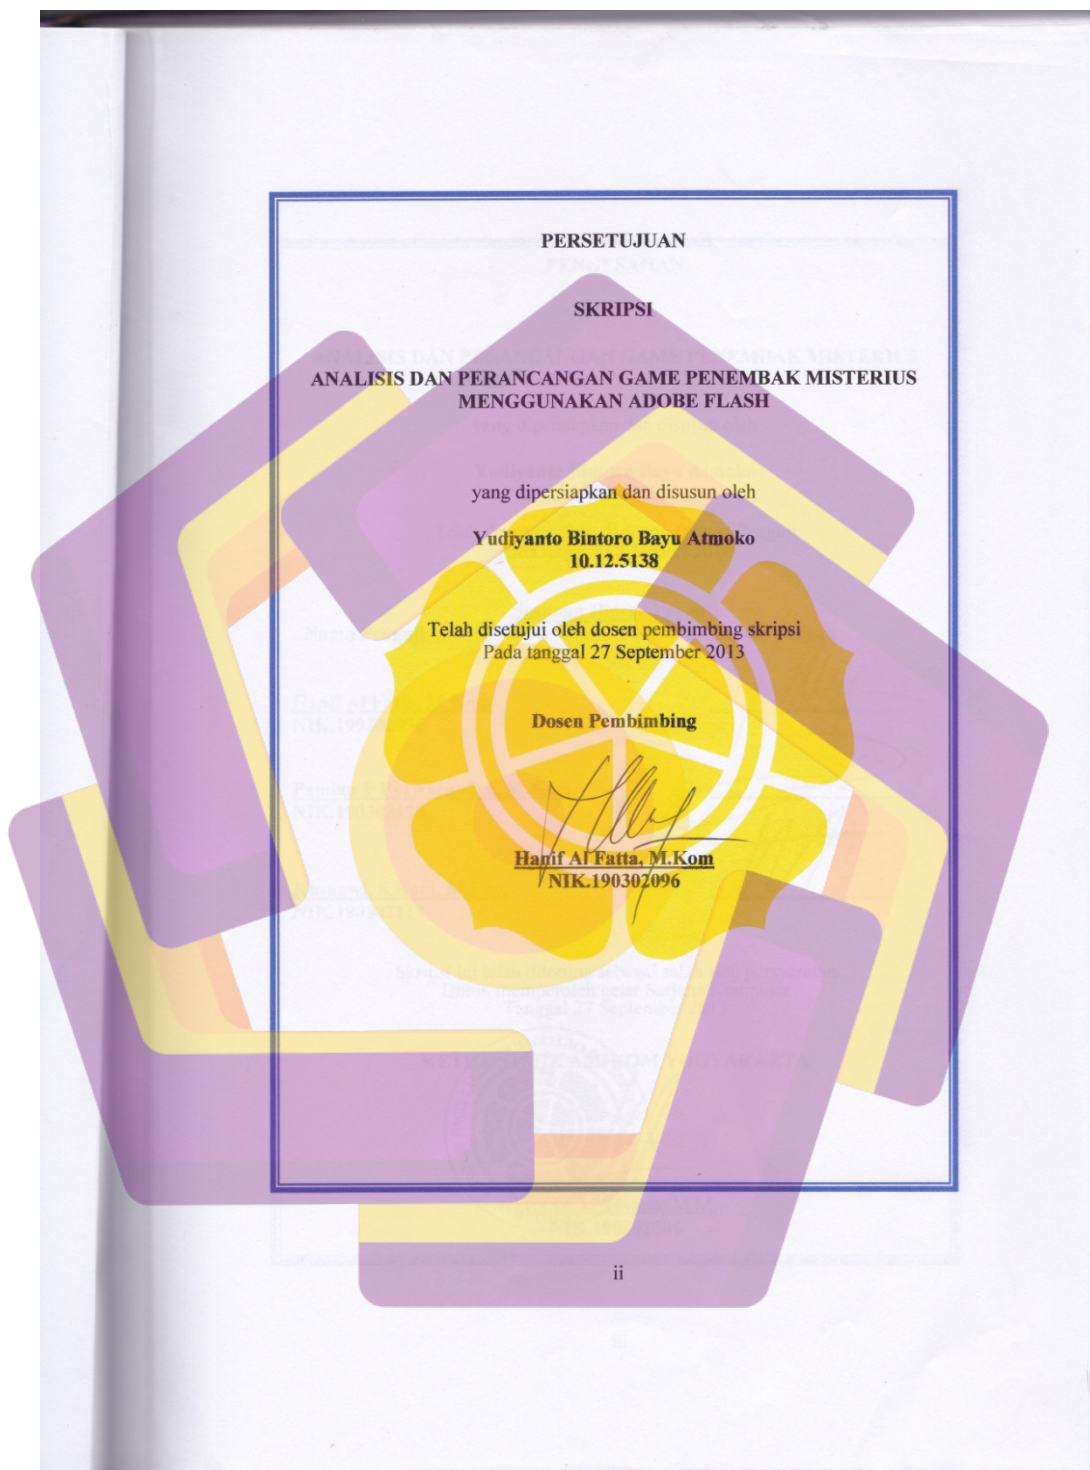 PERSETUJUAN
SKRIPSI
ANALISIS DAN PERANCANGAN GAME PENEMBAK MISTERIUS
MENGGUNAKAN ADOBE FLASH
yang dipersiapkan dan disusun oleh
Yudiyanto Bintoro Bayu Atmoko
10.12.5138
Telah disetujui oleh dosen pembimbing skripsi
Pada tanggal 27 September 2013
Dosen Pembimbing
Hanif Al Fatta, M.Kom
NIK.190302096
ii